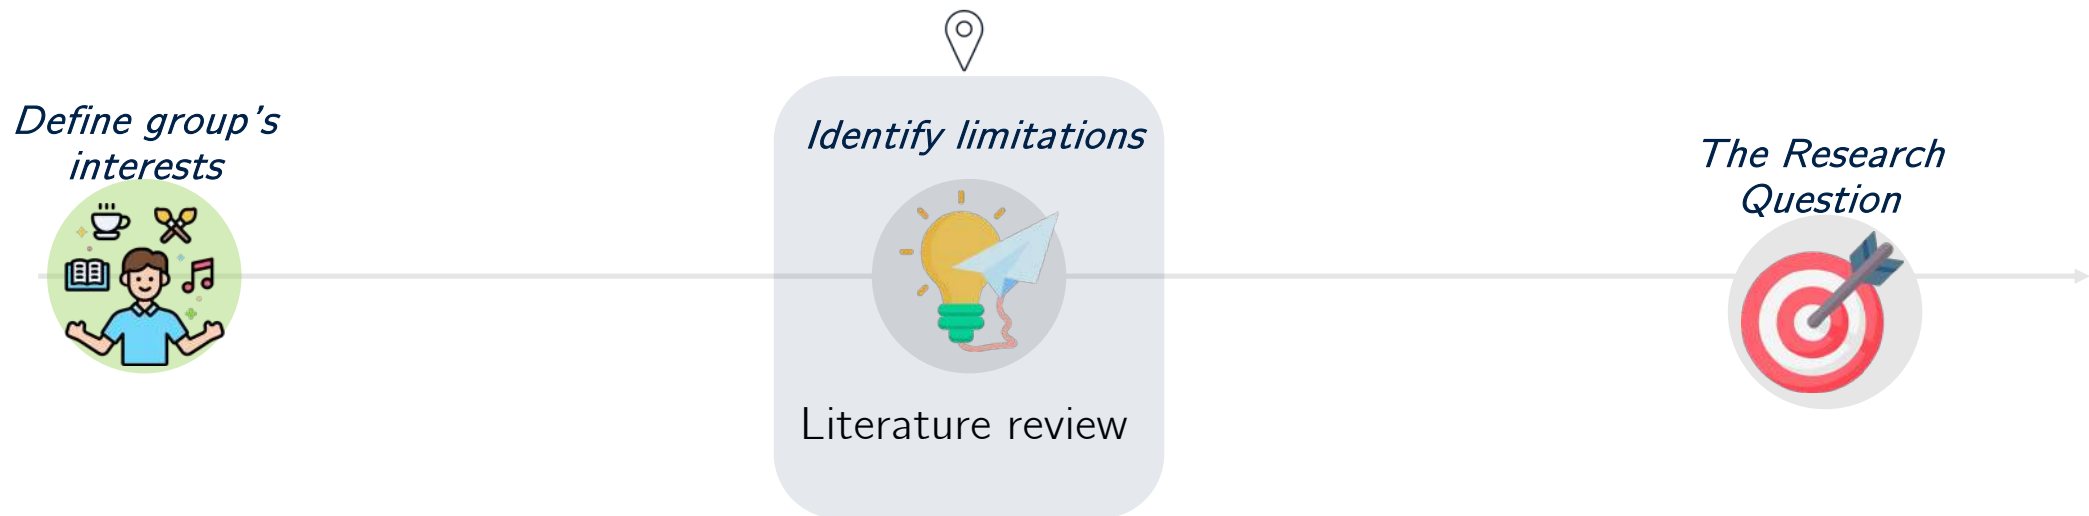 Define group's
interests
Identify limitations
Literature review
The Research
Question